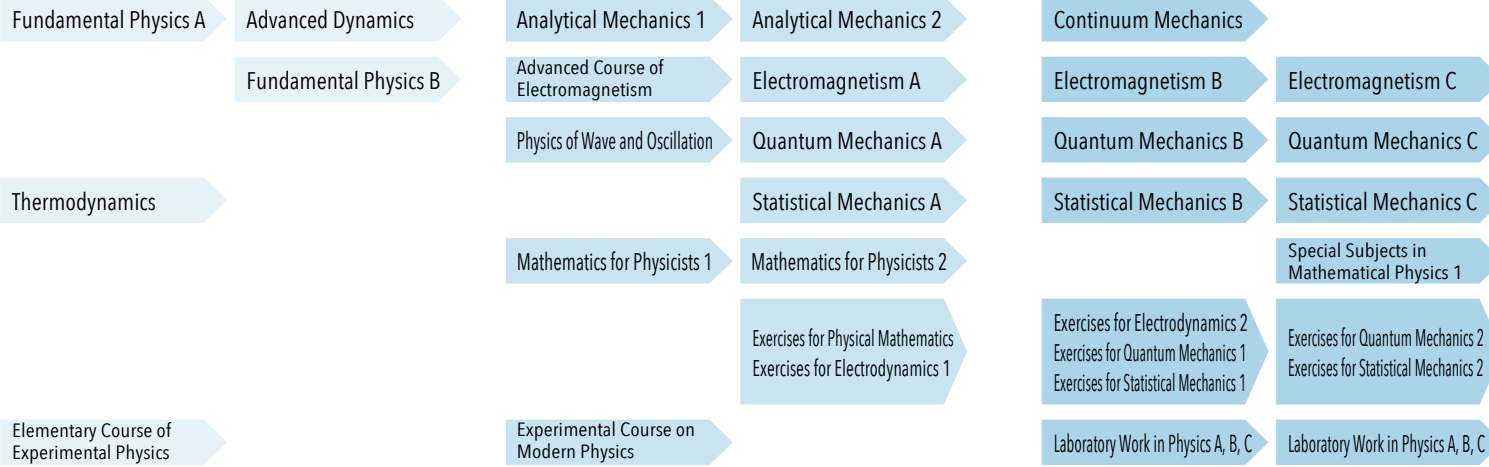 Fundamental Physics A
Advanced Dynamics
Analytical Mechanics 1
Analytical Mechanics 2
Continuum Mechanics
Fundamental Physics B
Advanced Course of
Electromagnetism
Electromagnetism A
Electromagnetism B
Electromagnetism C
Physics of Wave and Oscillation
Quantum Mechanics A
Quantum Mechanics B
Quantum Mechanics C
Thermodynamics
Statistical Mechanics A
Statistical Mechanics B
Statistical Mechanics C
Mathematics for Physicists 1
Mathematics for Physicists 2
Special Subjects in
Mathematical Physics 1
Exercises for Physical Mathematics
Exercises for Electrodynamics 1
Exercises for Electrodynamics 2
Exercises for Quantum Mechanics 1
Exercises for Statistical Mechanics 1
Exercises for Quantum Mechanics 2
Exercises for Statistical Mechanics 2
Elementary Course of
Experimental Physics
Experimental Course on
Modern Physics
Laboratory Work in Physics A, B, C
Laboratory Work in Physics A, B, C